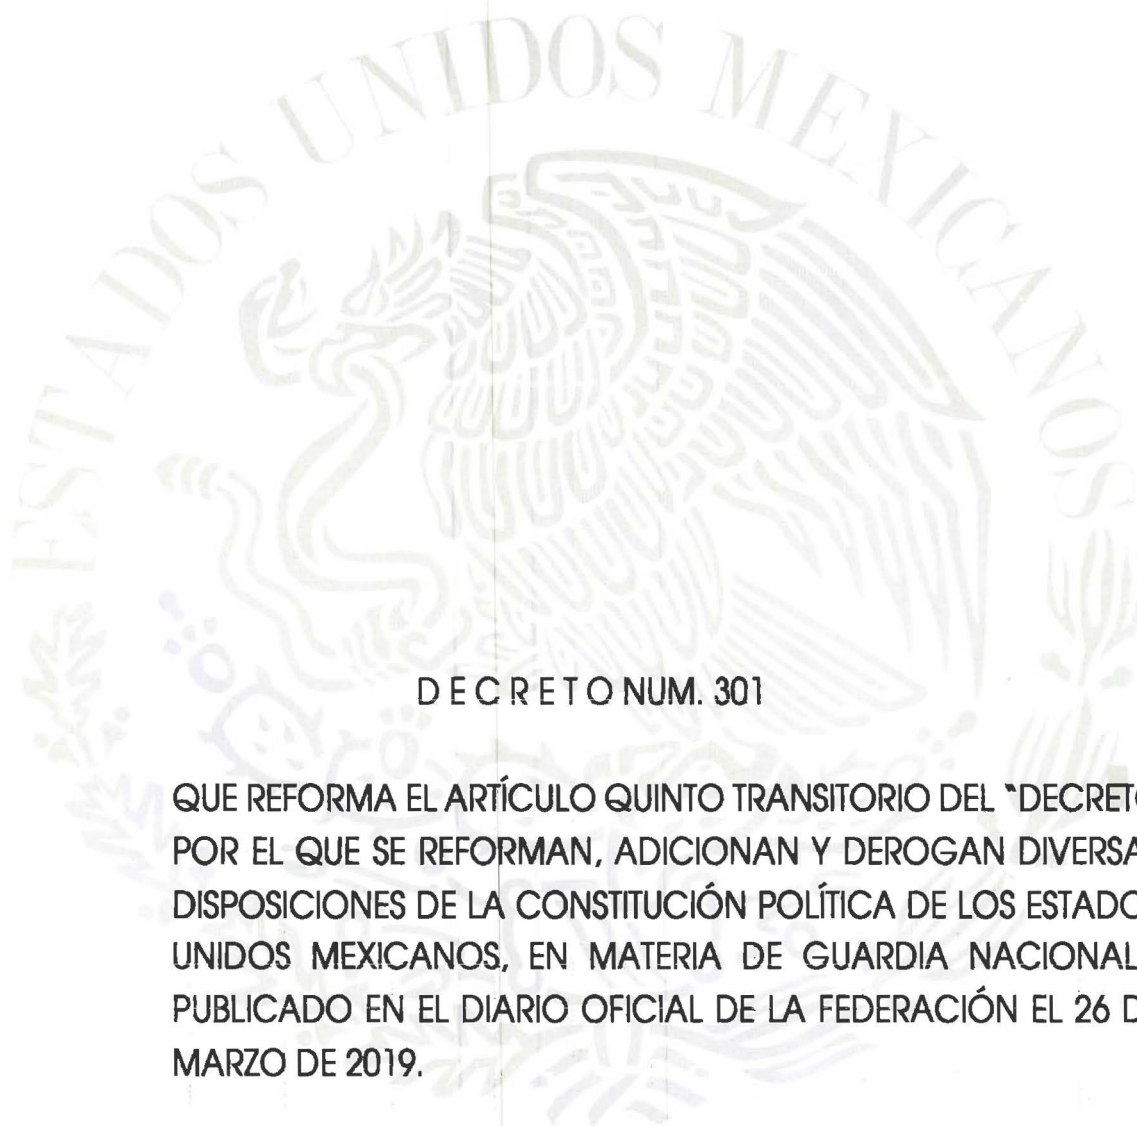 ESTADOS UNIDOS MEXICANOS
D E C R E T O NUM. 301
QUE REFORMA EL ARTÍCULO QUINTO TRANSITORIO DEL "DECRETO
POR EL QUE SE REFORMAN, ADICIONAN Y DEROGAN DIVERSA
DISPOSICIONES DE LA CONSTITUCIÓN POLÍTICA DE LOS ESTADO
UNIDOS MEXICANOS, EN MATERIA DE GUARDIA NACIONAL
PUBLICADO EN EL DIARIO OFICIAL DE LA FEDERACIÓN EL 26 D
MARZO DE 2019.